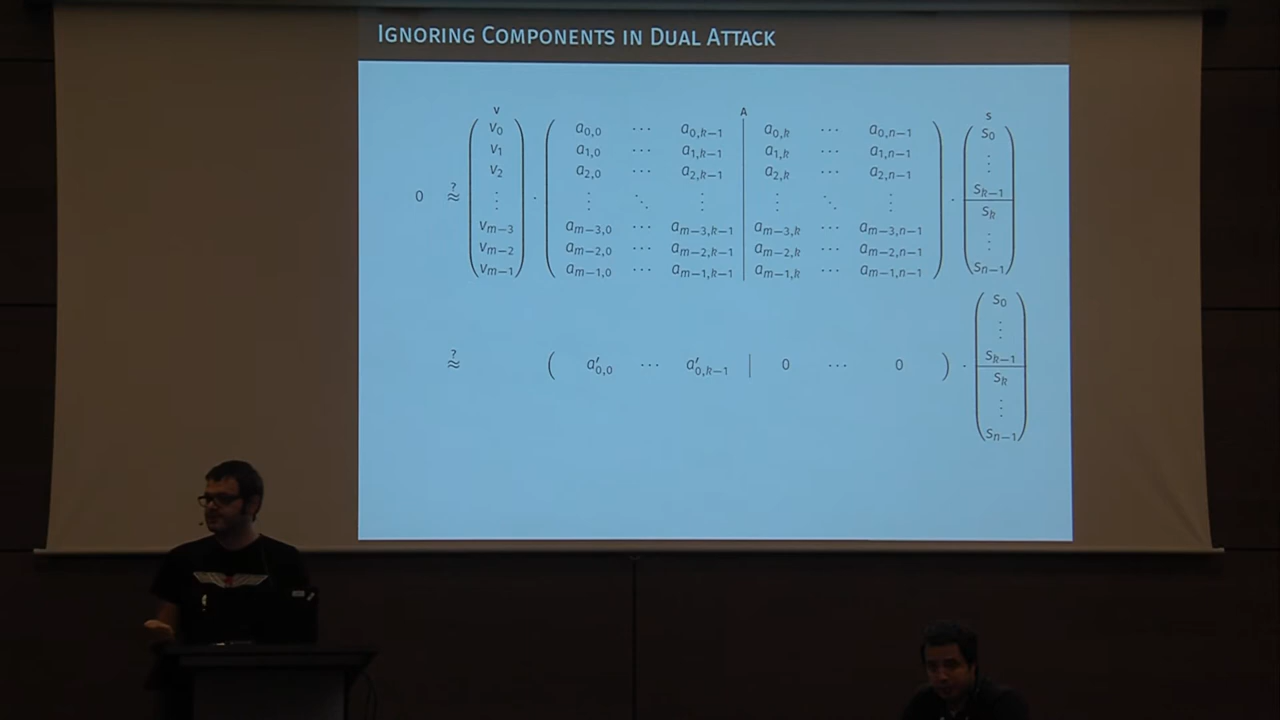 IGNORING COMPONENTS IN DUAL ATTACK
v A s
v₀ a₀,₀ ⋯ a₀,ₖ₋₁ a₀,ₖ ⋯ a₀,ₙ₋₁ s₀
v₁ a₁,₀ ⋯ a₁,ₖ₋₁ a₁,ₖ ⋯ a₁,ₙ₋₁ ⋮
v₂ a₂,₀ ⋯ a₂,ₖ₋₁ a₂,ₖ ⋯ a₂,ₙ₋₁
0 ≈? ⋮ · ⋮ ⋱ ⋮ | ⋮ ⋱ ⋮ · sₖ₋₁
vₘ₋₃ aₘ₋₃,₀ ⋯ aₘ₋₃,ₖ₋₁ aₘ₋₃,ₖ ⋯ aₘ₋₃,ₙ₋₁ sₖ
vₘ₋₂ aₘ₋₂,₀ ⋯ aₘ₋₂,ₖ₋₁ aₘ₋₂,ₖ ⋯ aₘ₋₂,ₙ₋₁ ⋮
vₘ₋₁ aₘ₋₁,₀ ⋯ aₘ₋₁,ₖ₋₁ aₘ₋₁,ₖ ⋯ aₘ₋₁,ₙ₋₁ sₙ₋₁
s₀
⋮
sₖ₋₁
≈? ( a′₀,₀ ⋯ a′₀,ₖ₋₁ | 0 ⋯ 0 ) ·
sₖ
⋮
sₙ₋₁